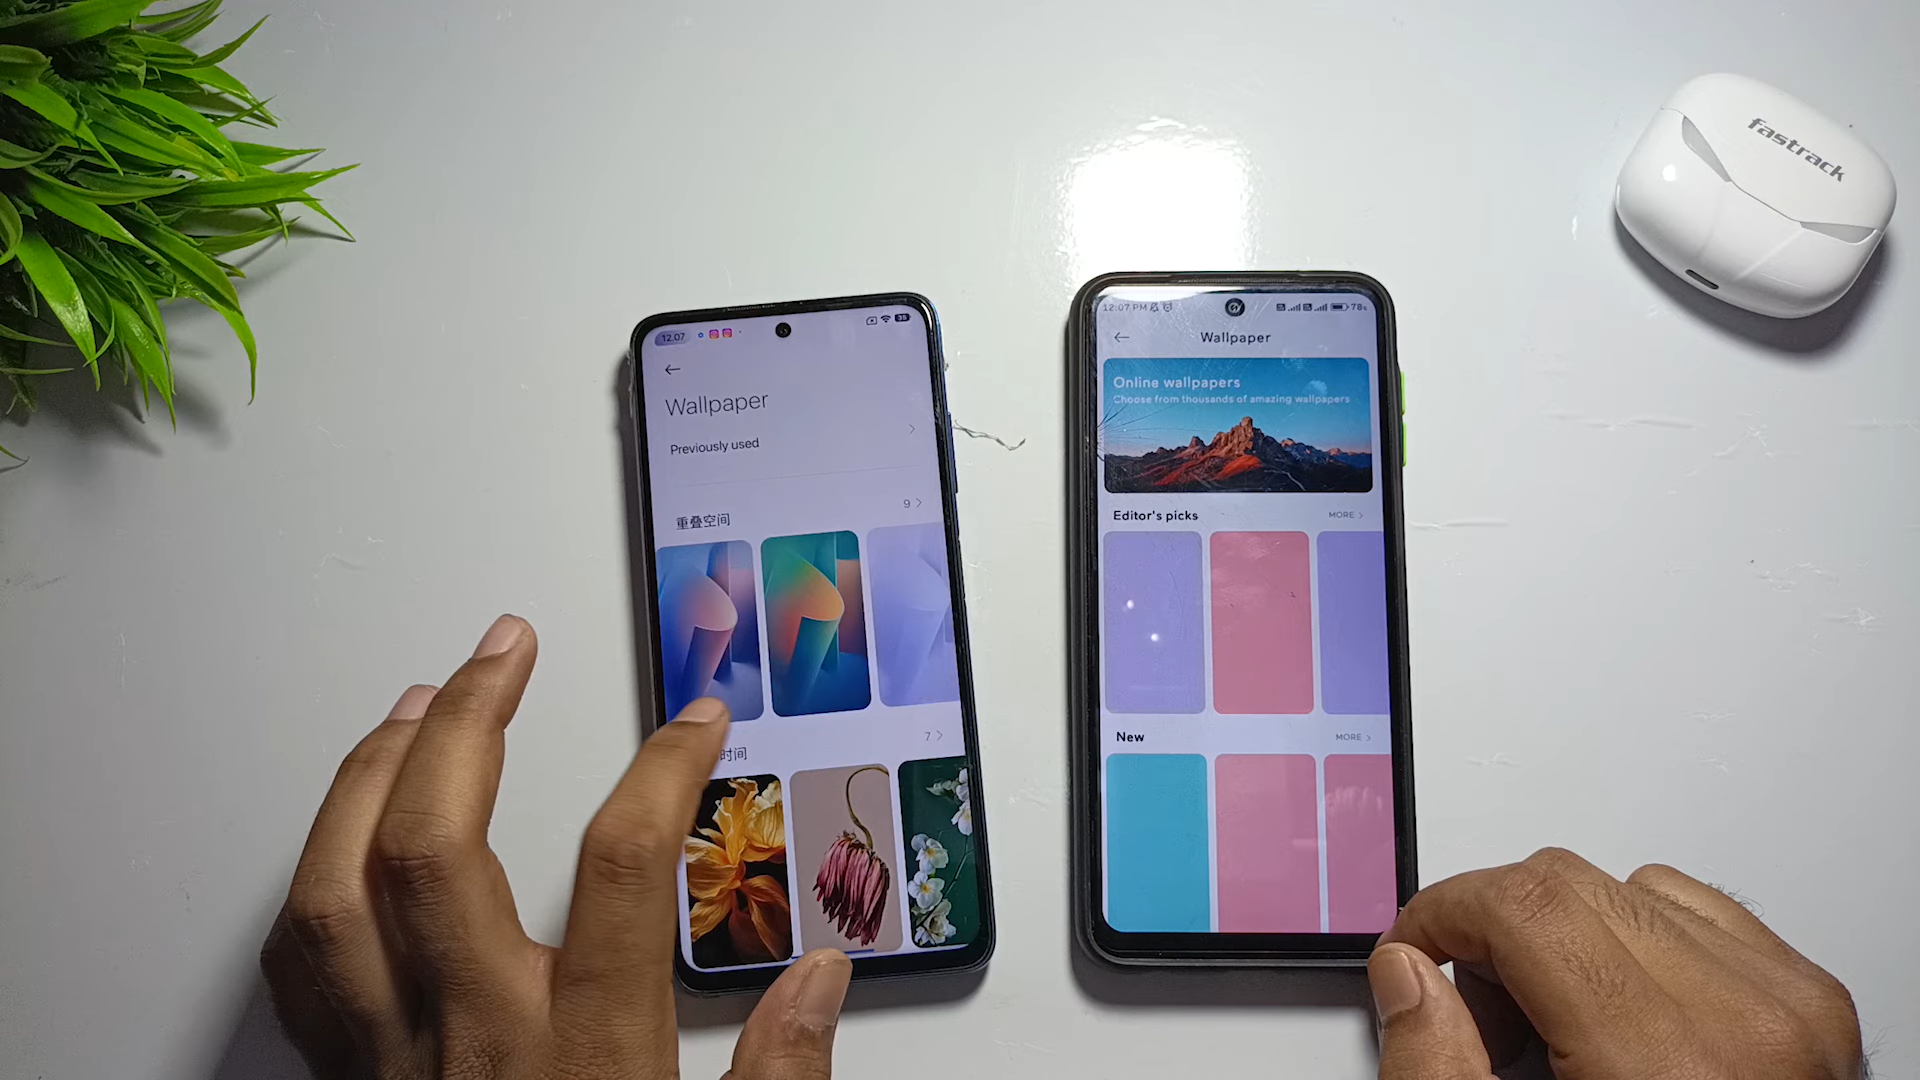 fastrack
12.07
35
Wallpaper
Previously used
重叠空间
9
时间
7
12:07 PM
78
Wallpaper
Online wallpapers
Choose from thousands of amazing wallpapers
Editor's picks
MORE
New
MORE